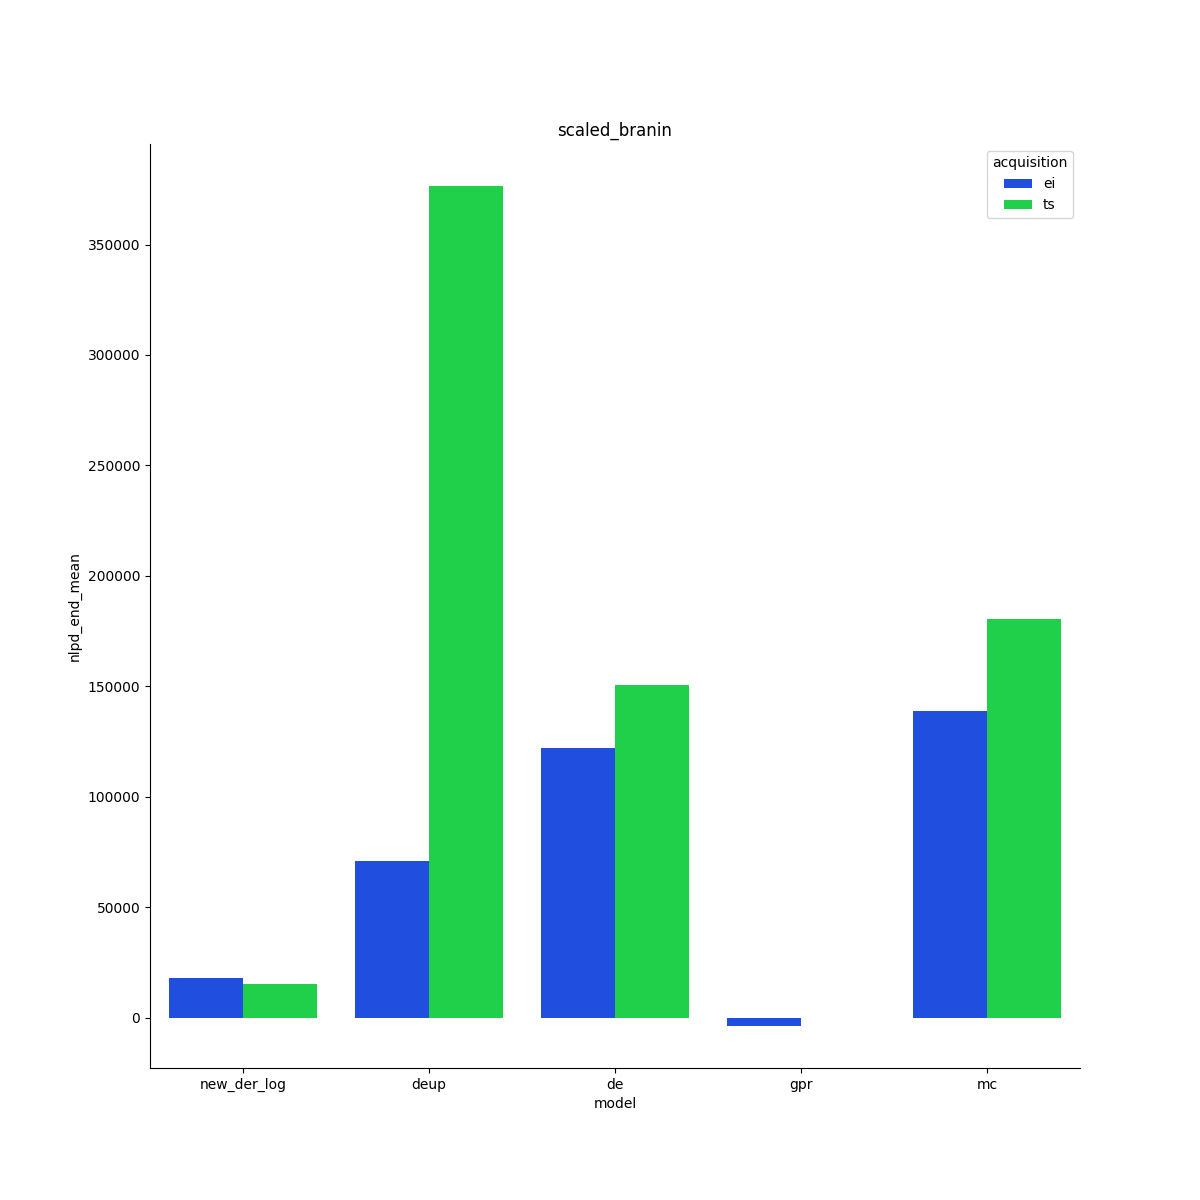 scaled_branin
acquisition
ei
ts
nlpd_end_mean
350000
300000
250000
200000
150000
100000
50000
0
new_der_log
deup
de
gpr
mc
model